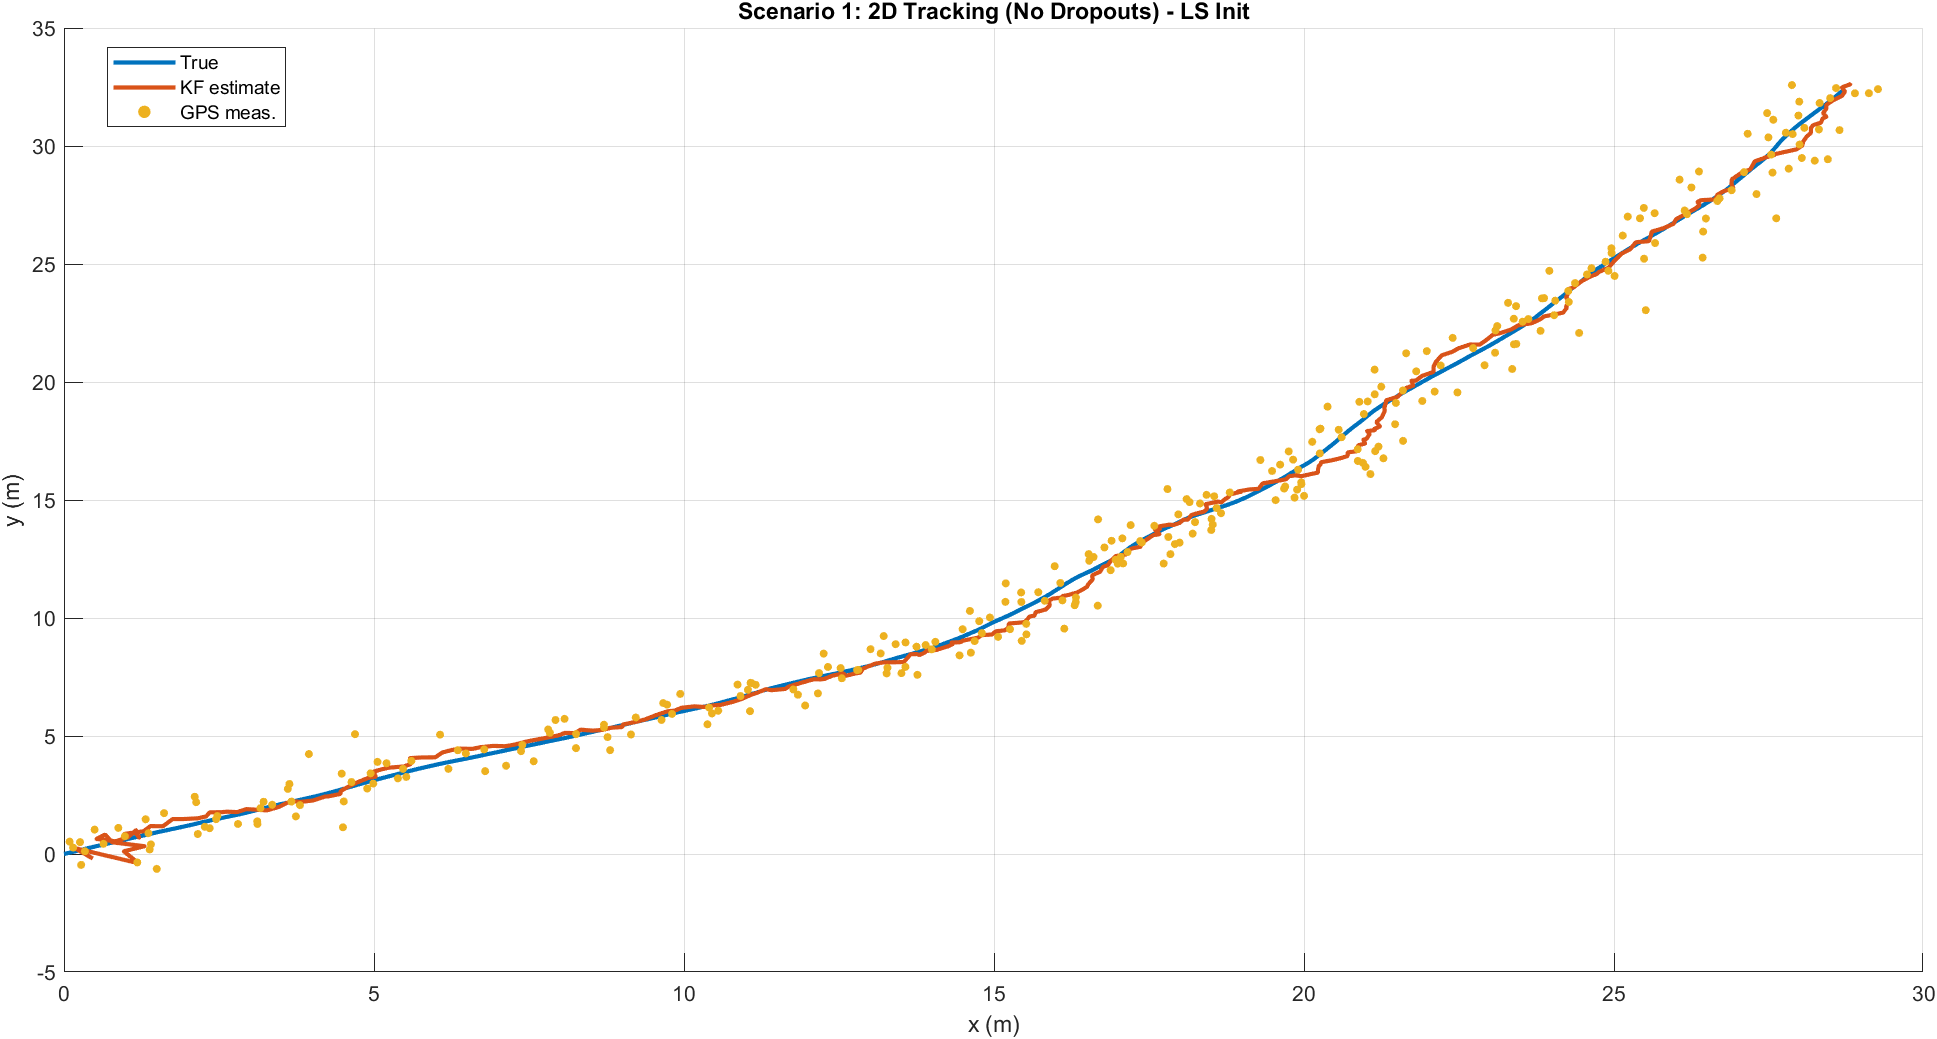 Scenario 1: 2D Tracking (No Dropouts) - LS Init
True
KF estimate
GPS meas.
35
30
25
20
15
10
5
0
-5
y (m)
0 5 10 15 20 25 30
x (m)